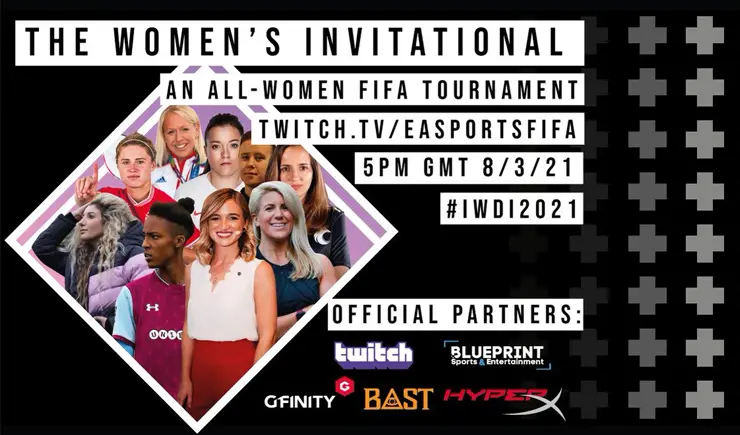 THE WOMEN'S INVITATIONAL
AN ALL-WOMEN FIFA TOURNAMENT
TWITCH.TV/EASPORTSFIFA
5PM GMT 8/3/21
#IWDI2021
OFFICIAL PARTNERS:
twitch
BLUEPRINT
Sports & Entertainment
GFINITY G
BAST
HYPERX